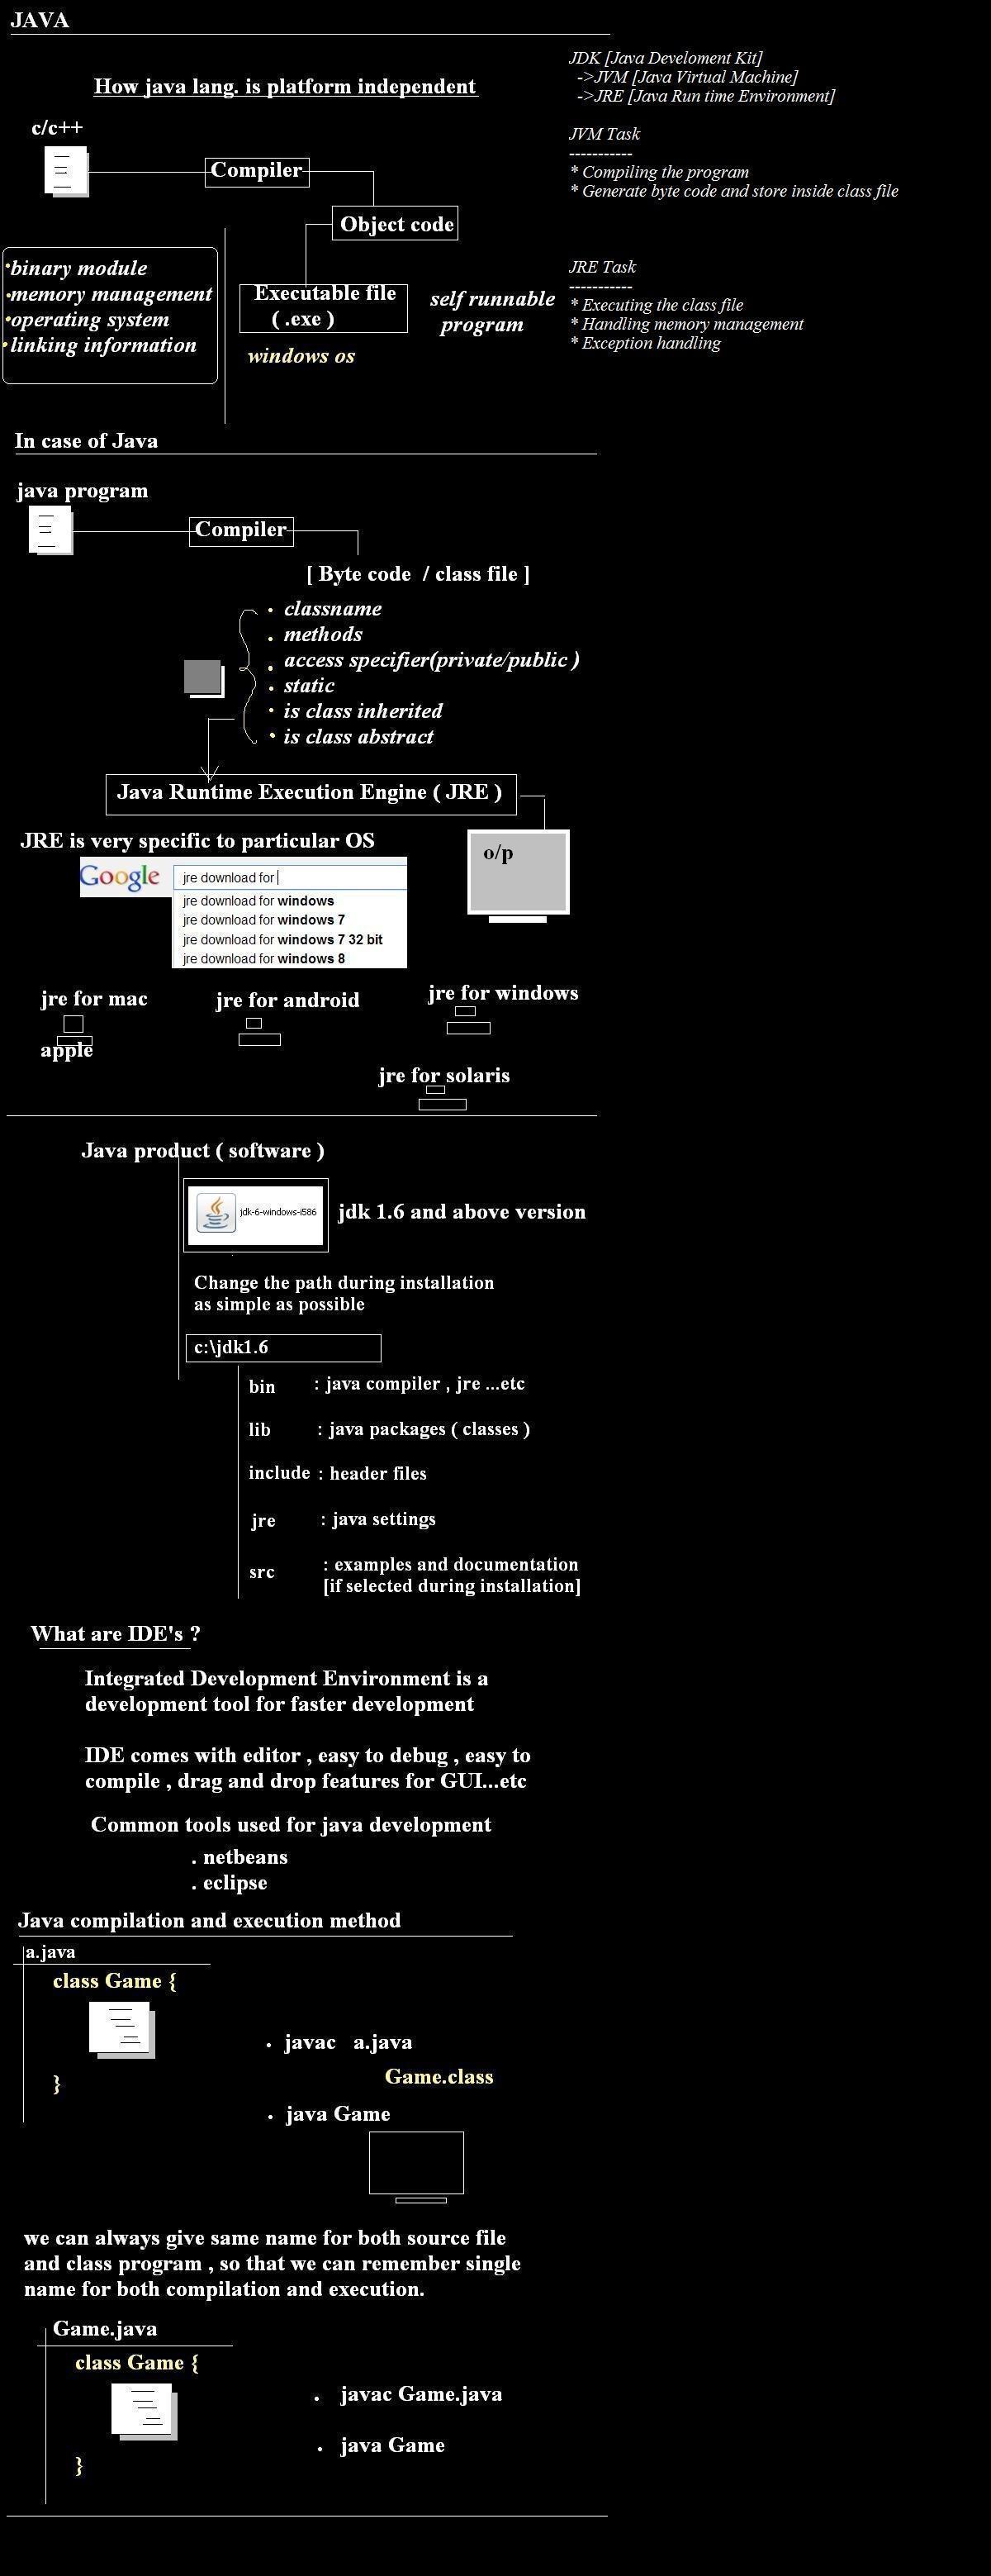 JAVA
How java lang. is platform independent
JDK [Java Develoment Kit]
->JVM [Java Virtual Machine]
->JRE [Java Run time Environment]
JVM Task
-----------
* Compiling the program
* Generate byte code and store inside class file
JRE Task
-----------
* Executing the class file
* Handling memory management
* Exception handling
c/c++
Compiler
Object code
• binary module
• memory management
• operating system
• linking information
Executable file
( .exe )
self runnable
program
windows os
In case of Java
java program
Compiler
[ Byte code / class file ]
• classname
• methods
• access specifier(private/public )
• static
• is class inherited
• is class abstract
Java Runtime Execution Engine ( JRE )
JRE is very specific to particular OS
o/p
Google
jre download for
jre download for windows
jre download for windows 7
jre download for windows 7 32 bit
jre download for windows 8
jre for mac
apple
jre for android
jre for windows
jre for solaris
Java product ( software )
jdk-6-windows-i586
jdk 1.6 and above version
Change the path during installation
as simple as possible
c:\jdk1.6
bin : java compiler , jre ...etc
lib : java packages ( classes )
include : header files
jre : java settings
src : examples and documentation
[if selected during installation]
What are IDE's ?
Integrated Development Environment is a
development tool for faster development
IDE comes with editor , easy to debug , easy to
compile , drag and drop features for GUI...etc
Common tools used for java development
. netbeans
. eclipse
Java compilation and execution method
a.java
class Game {
}
• javac a.java
Game.class
• java Game
we can always give same name for both source file
and class program , so that we can remember single
name for both compilation and execution.
Game.java
class Game {
}
• javac Game.java
• java Game